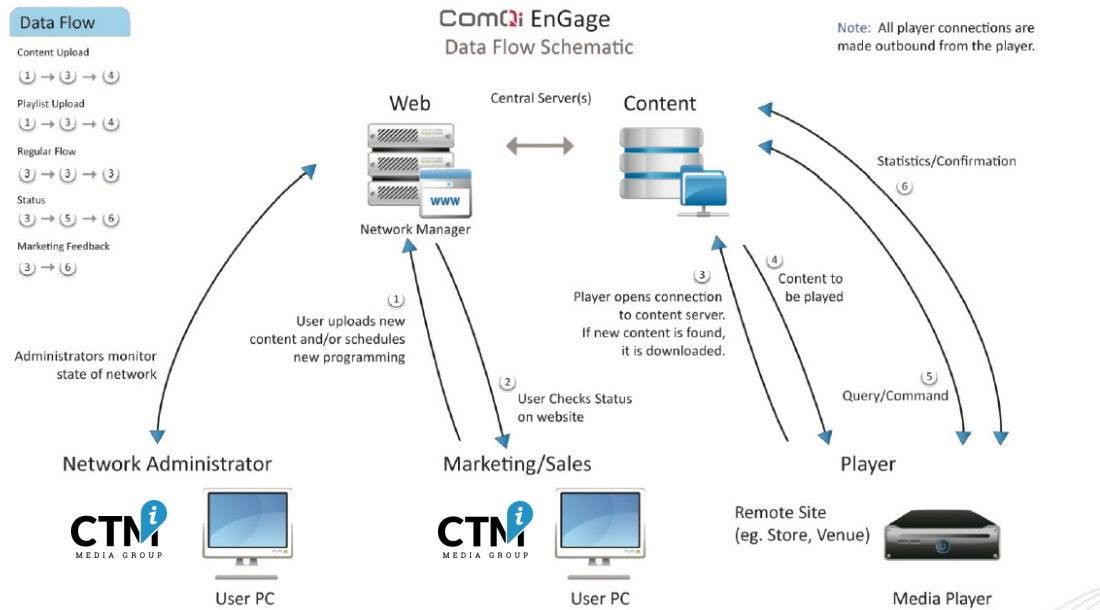 Data Flow
Content Upload
1 → 3 → 4
Playlist Upload
1 → 3 → 4
Regular Flow
3 → 3 → 3
Status
3 → 5 → 6
Marketing Feedback
3 → 6
ComQi EnGage
Data Flow Schematic
Note: All player connections are
made outbound from the player.
Web
Central Server(s)
Content
www
Network Manager
Statistics/Confirmation
6
1
User uploads new
content and/or schedules
new programming
3
Player opens connection
to content server.
If new content is found,
it is downloaded.
4
Content to
be played
Administrators monitor
state of network
2
User Checks Status
on website
5
Query/Command
Network Administrator
Marketing/Sales
Player
CTM i
MEDIA GROUP
User PC
CTM i
MEDIA GROUP
User PC
Remote Site
(eg. Store, Venue)
Media Player